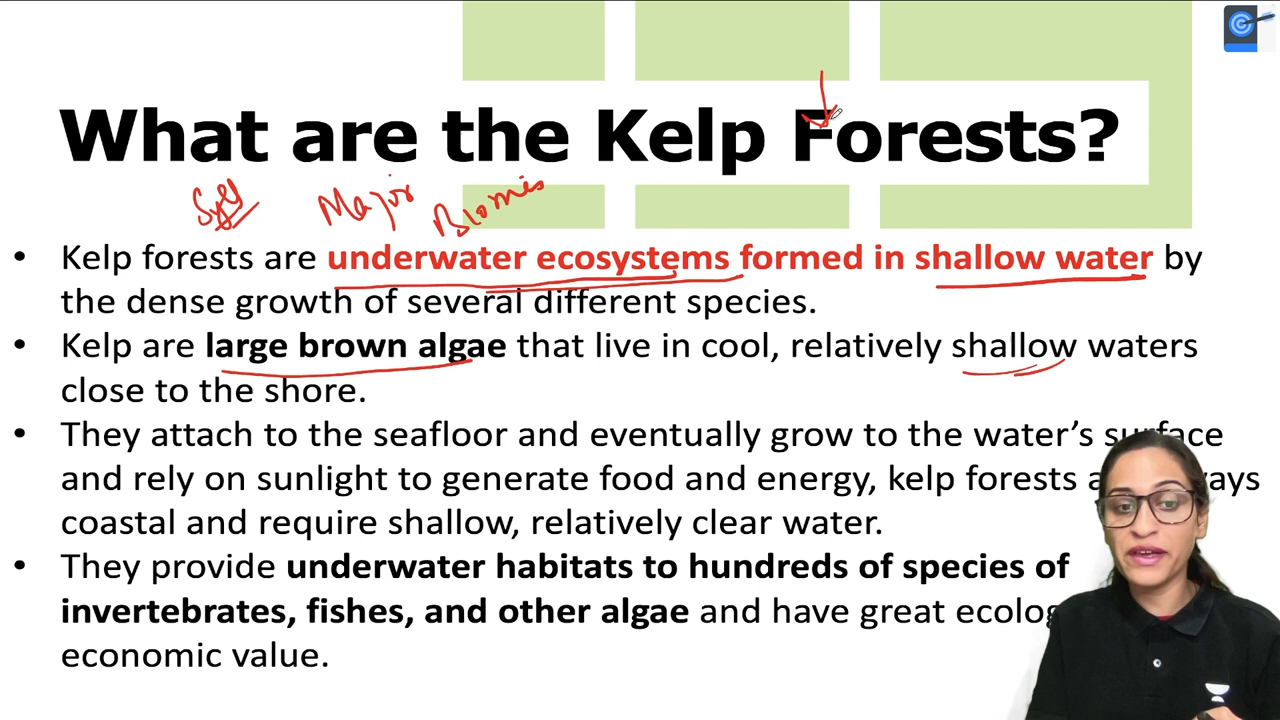 What are the Kelp Forests?
Major Biomes
• Kelp forests are underwater ecosystems formed in shallow water by
the dense growth of several different species.
• Kelp are large brown algae that live in cool, relatively shallow waters
close to the shore.
• They attach to the seafloor and eventually grow to the water’s surface
and rely on sunlight to generate food and energy, kelp forests
coastal and require shallow, relatively clear water.
• They provide underwater habitats to hundreds of species of
invertebrates, fishes, and other algae and have great
economic value.